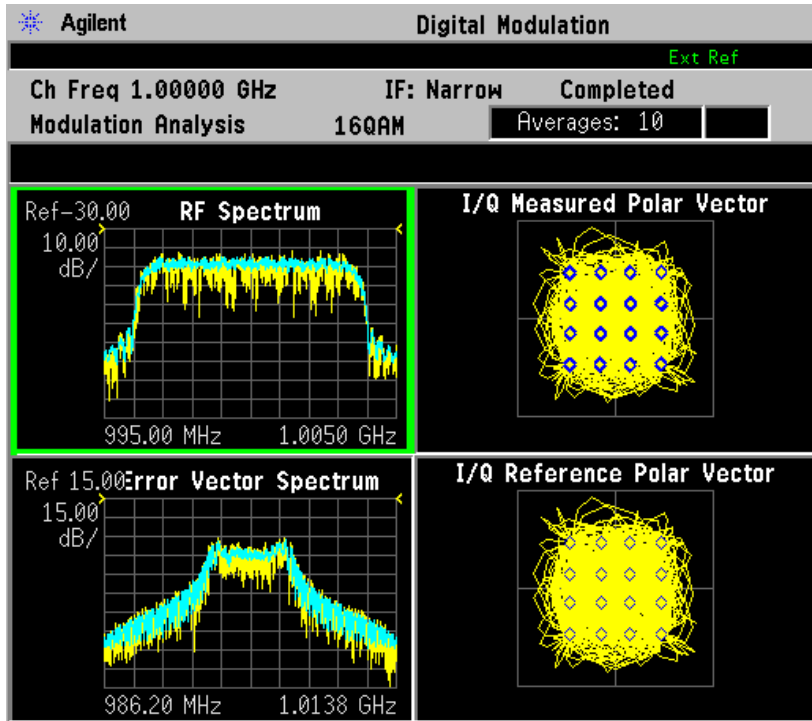 Agilent Digital Modulation
Ext Ref
Ch Freq 1.00000 GHz IF: Narrow Completed
Modulation Analysis 16QAM Averages: 10
Ref-30.00 RF Spectrum
10.00
dB/
995.00 MHz 1.0050 GHz
I/Q Measured Polar Vector
Ref 15.00 Error Vector Spectrum
15.00
dB/
986.20 MHz 1.0138 GHz
I/Q Reference Polar Vector